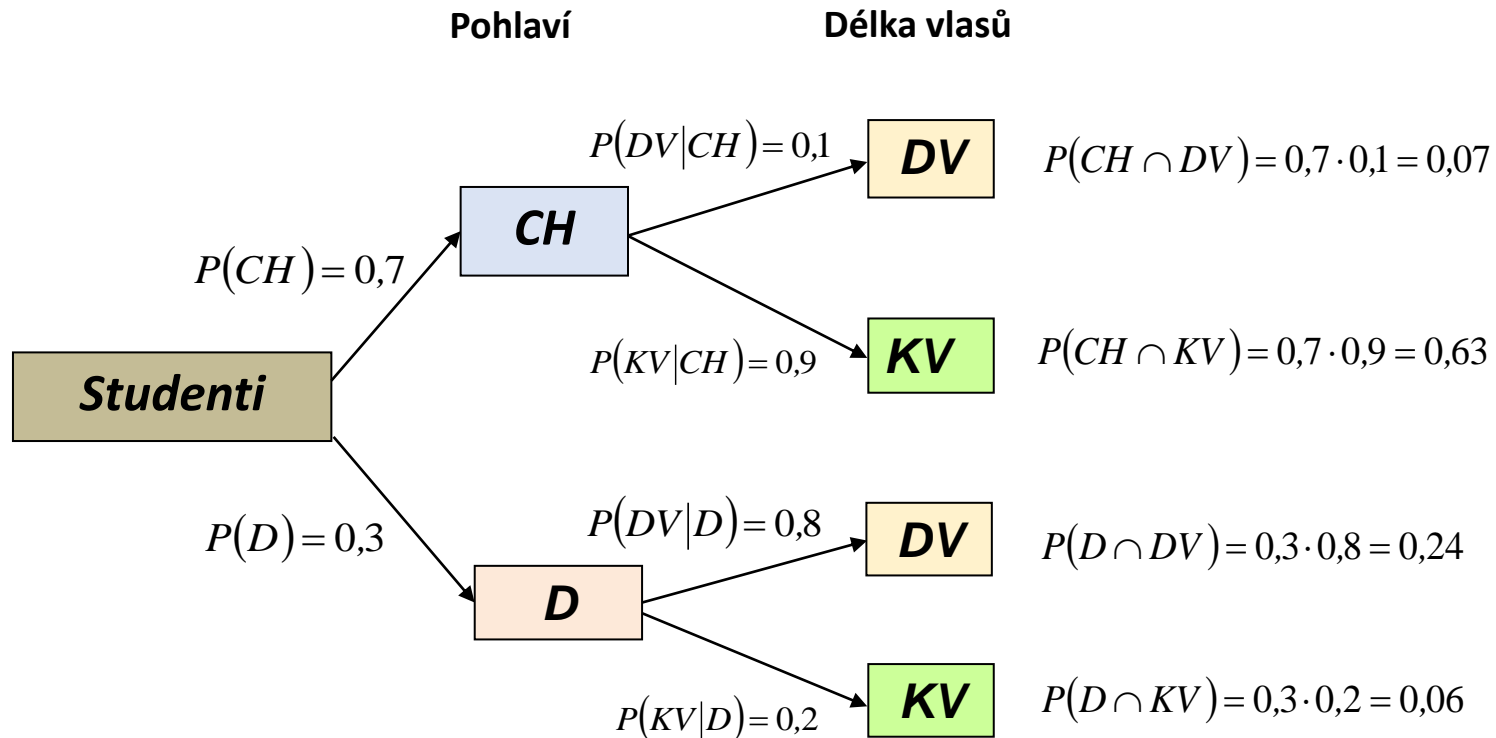 Pohlaví Délka vlasů
P(DV|CH) = 0,1 DV P(CH ∩ DV) = 0,7 · 0,1 = 0,07
CH
P(CH) = 0,7
P(KV|CH) = 0,9 KV P(CH ∩ KV) = 0,7 · 0,9 = 0,63
Studenti
P(D) = 0,3
P(DV|D) = 0,8 DV P(D ∩ DV) = 0,3 · 0,8 = 0,24
D
P(KV|D) = 0,2 KV P(D ∩ KV) = 0,3 · 0,2 = 0,06